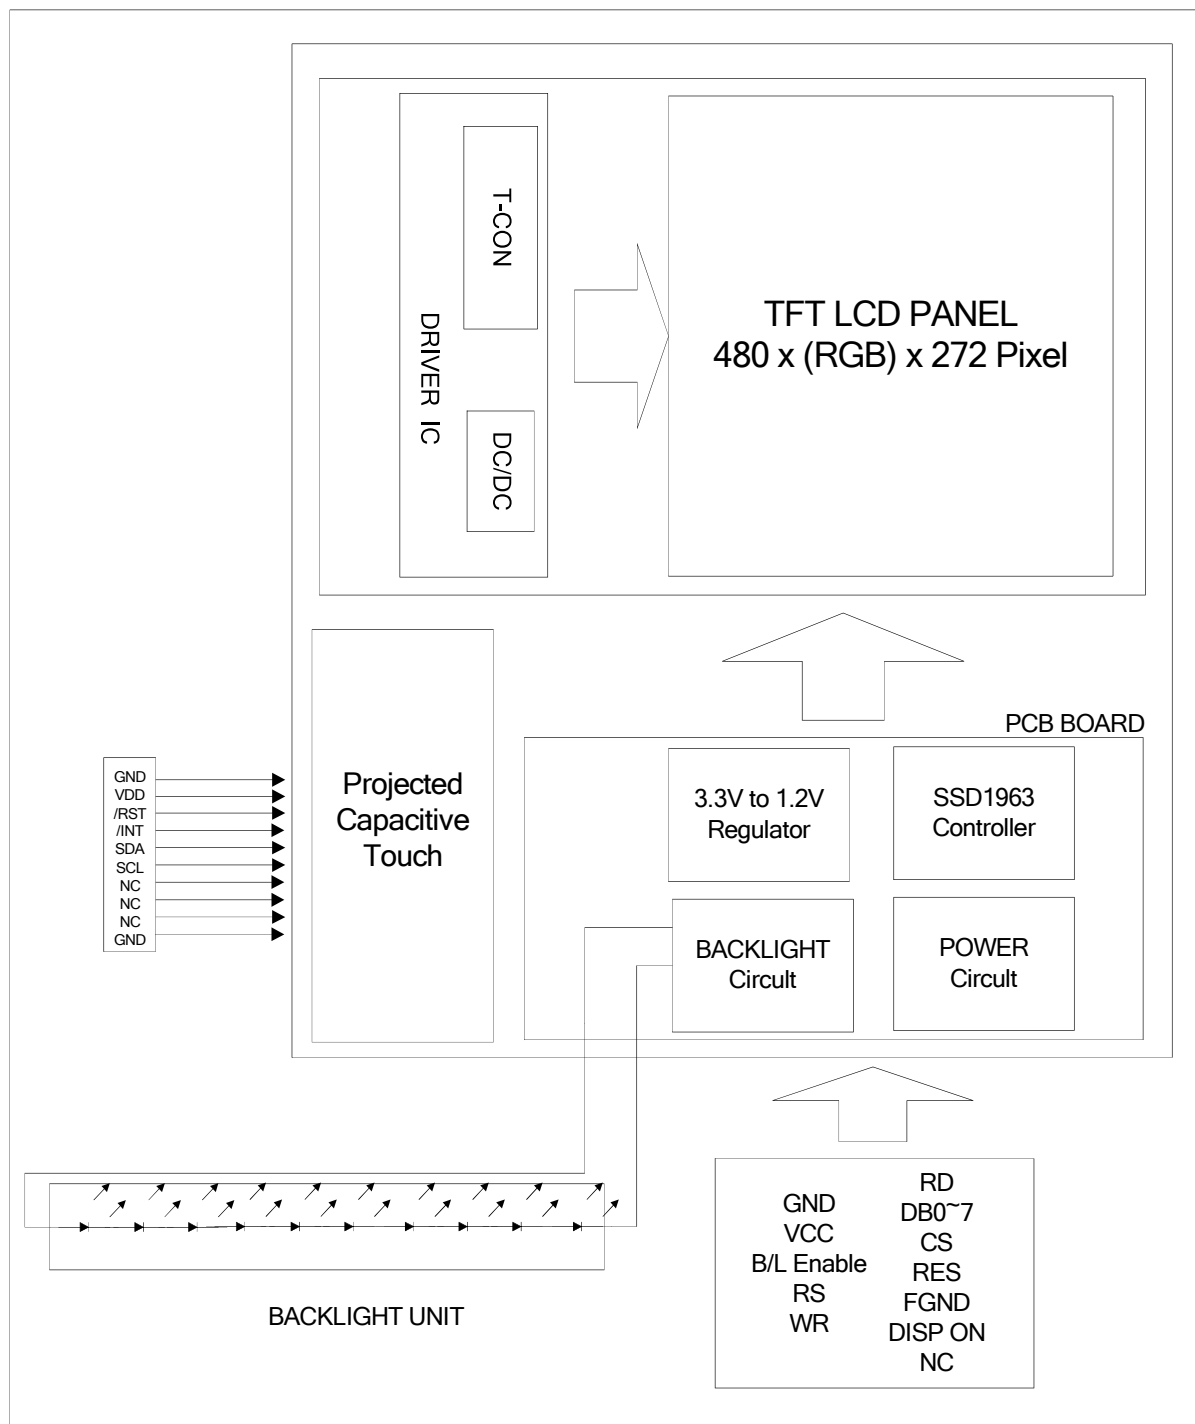 T-CON
DRIVER IC
DC/DC
TFT LCD PANEL
480 x (RGB) x 272 Pixel
PCB BOARD
Projected
Capacitive
Touch
3.3V to 1.2V
Regulator
SSD1963
Controller
BACKLIGHT
Circult
POWER
Circult
GND
VDD
/RST
/INT
SDA
SCL
NC
NC
NC
GND
BACKLIGHT UNIT
GND
VCC
B/L Enable
RS
WR
RD
DB0~7
CS
RES
FGND
DISP ON
NC